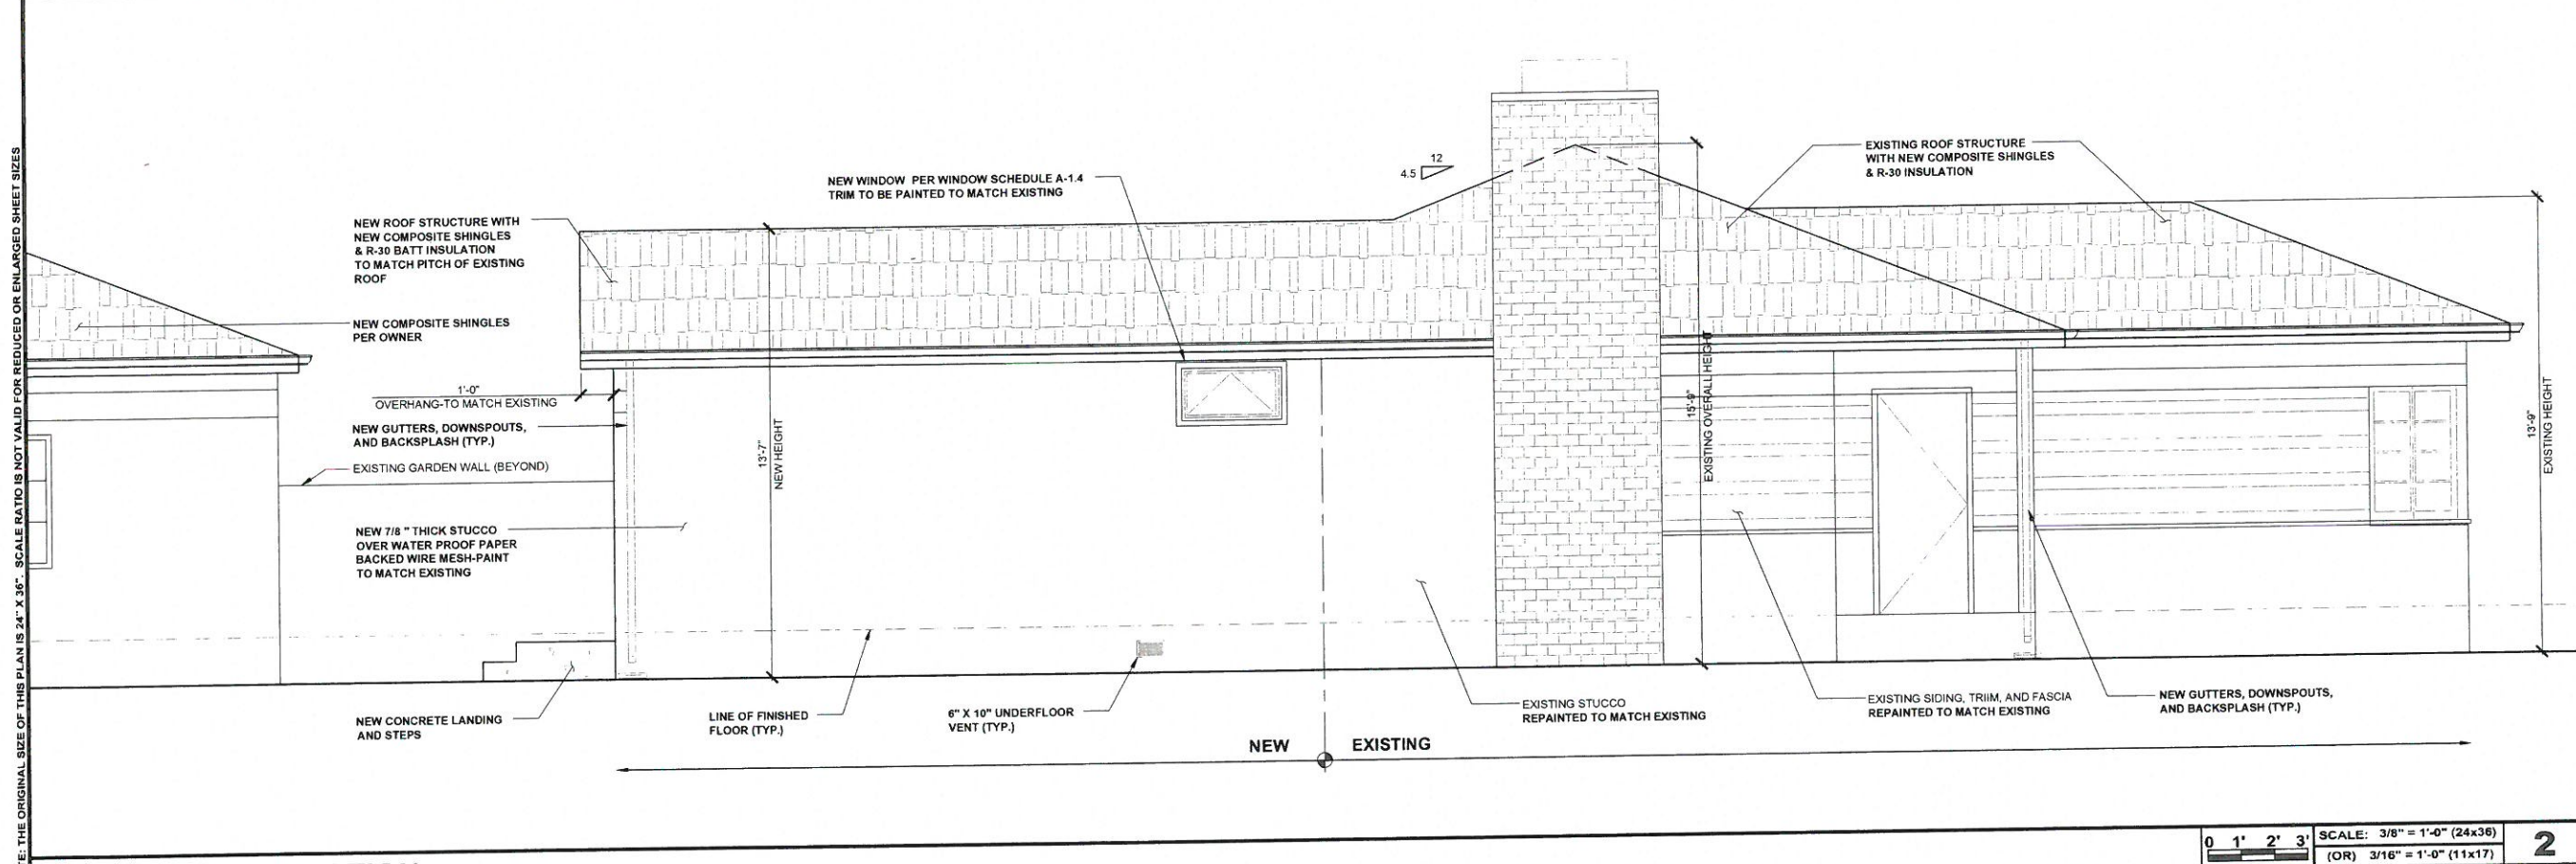 TE: THE ORIGINAL SIZE OF THIS PLAN IS 24" X 36". SCALE RATIO IS NOT VALID FOR REDUCED OR ENLARGED SHEET SIZES
NEW ROOF STRUCTURE WITH
NEW COMPOSITE SHINGLES
& R-30 BATT INSULATION
TO MATCH PITCH OF EXISTING
ROOF
NEW COMPOSITE SHINGLES
PER OWNER
1'-0"
OVERHANG-TO MATCH EXISTING
NEW GUTTERS, DOWNSPOUTS,
AND BACKSPLASH (TYP.)
EXISTING GARDEN WALL (BEYOND)
NEW 7/8 " THICK STUCCO
OVER WATER PROOF PAPER
BACKED WIRE MESH-PAINT
TO MATCH EXISTING
NEW CONCRETE LANDING
AND STEPS
13'-7"
NEW HEIGHT
NEW WINDOW PER WINDOW SCHEDULE A-1.4
TRIM TO BE PAINTED TO MATCH EXISTING
12
4.5
EXISTING ROOF STRUCTURE
WITH NEW COMPOSITE SHINGLES
& R-30 INSULATION
15'-9"
EXISTING OVERALL HEIGHT
13'-9"
EXISTING HEIGHT
LINE OF FINISHED
FLOOR (TYP.)
6" X 10" UNDERFLOOR
VENT (TYP.)
EXISTING STUCCO
REPAINTED TO MATCH EXISTING
EXISTING SIDING, TRIIM, AND FASCIA
REPAINTED TO MATCH EXISTING
NEW GUTTERS, DOWNSPOUTS,
AND BACKSPLASH (TYP.)
NEW EXISTING
0 1' 2' 3'
SCALE: 3/8" = 1'-0" (24x36)
(OR) 3/16" = 1'-0" (11x17)
2